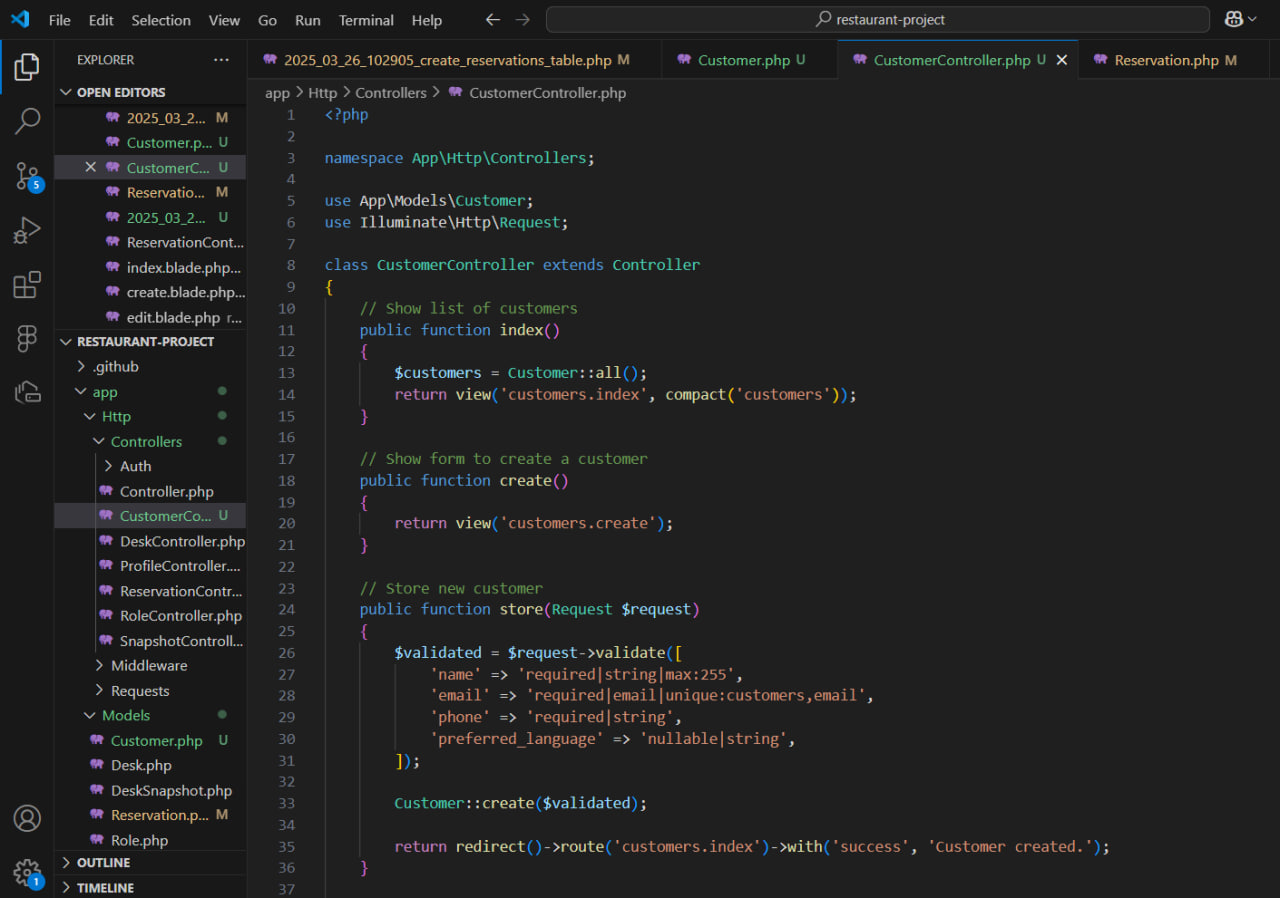 File Edit Selection View Go Run Terminal Help
restaurant-project
EXPLORER
OPEN EDITORS
2025_03_2... M
Customer.p... U
CustomerC... U
Reservatio... M
2025_03_2... U
ReservationCont...
index.blade.php...
create.blade.php...
edit.blade.php r...
RESTAURANT-PROJECT
.github
app
Http
Controllers
Auth
Controller.php
CustomerCo... U
DeskController.php
ProfileController....
ReservationContr...
RoleController.php
SnapshotControll...
Middleware
Requests
Models
Customer.php U
Desk.php
DeskSnapshot.php
Reservation.p... M
Role.php
OUTLINE
TIMELINE
5
1
2025_03_26_102905_create_reservations_table.php M
Customer.php U
CustomerController.php U
Reservation.php M
app > Http > Controllers > CustomerController.php
1 <?php
2
3 namespace App\Http\Controllers;
4
5 use App\Models\Customer;
6 use Illuminate\Http\Request;
7
8 class CustomerController extends Controller
9 {
10     // Show list of customers
11     public function index()
12     {
13         $customers = Customer::all();
14         return view('customers.index', compact('customers'));
15     }
16
17     // Show form to create a customer
18     public function create()
19     {
20         return view('customers.create');
21     }
22
23     // Store new customer
24     public function store(Request $request)
25     {
26         $validated = $request->validate([
27             'name' => 'required|string|max:255',
28             'email' => 'required|email|unique:customers,email',
29             'phone' => 'required|string',
30             'preferred_language' => 'nullable|string',
31         ]);
32
33         Customer::create($validated);
34
35         return redirect()->route('customers.index')->with('success', 'Customer created.');
36     }
37